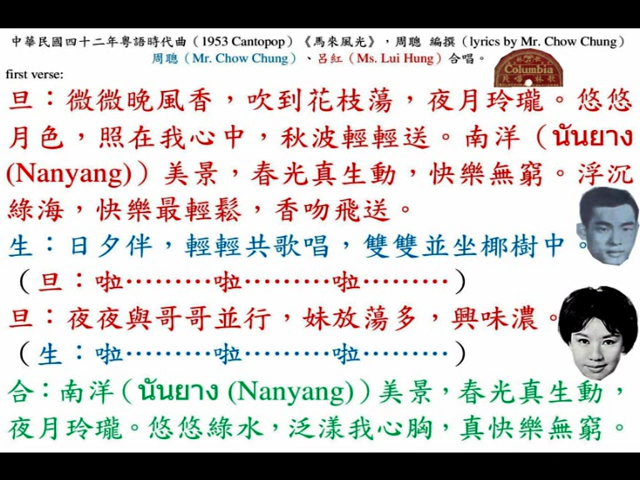 中華民國四十二年粵語時代曲（1953 Cantopop）《馬來風光》，周聰 編撰（lyrics by Mr. Chow Chung）
周聰（Mr. Chow Chung）、呂紅（Ms. Lui Hung）合唱。
Columbia
first verse:
旦：微微晚風香，吹到花枝蕩，夜月玲瓏。悠悠
月色，照在我心中，秋波輕輕送。南洋（นันยาง
(Nanyang)）美景，春光真生動，快樂無窮。浮沉
綠海，快樂最輕鬆，香吻飛送。
生：日夕伴，輕輕共歌唱，雙雙並坐椰樹中。
（旦：啦………啦………啦………）
旦：夜夜與哥哥並行，妹放蕩多，興味濃。
（生：啦………啦………啦………）
合：南洋（นันยาง (Nanyang)）美景，春光真生動，
夜月玲瓏。悠悠綠水，泛漾我心胸，真快樂無窮。